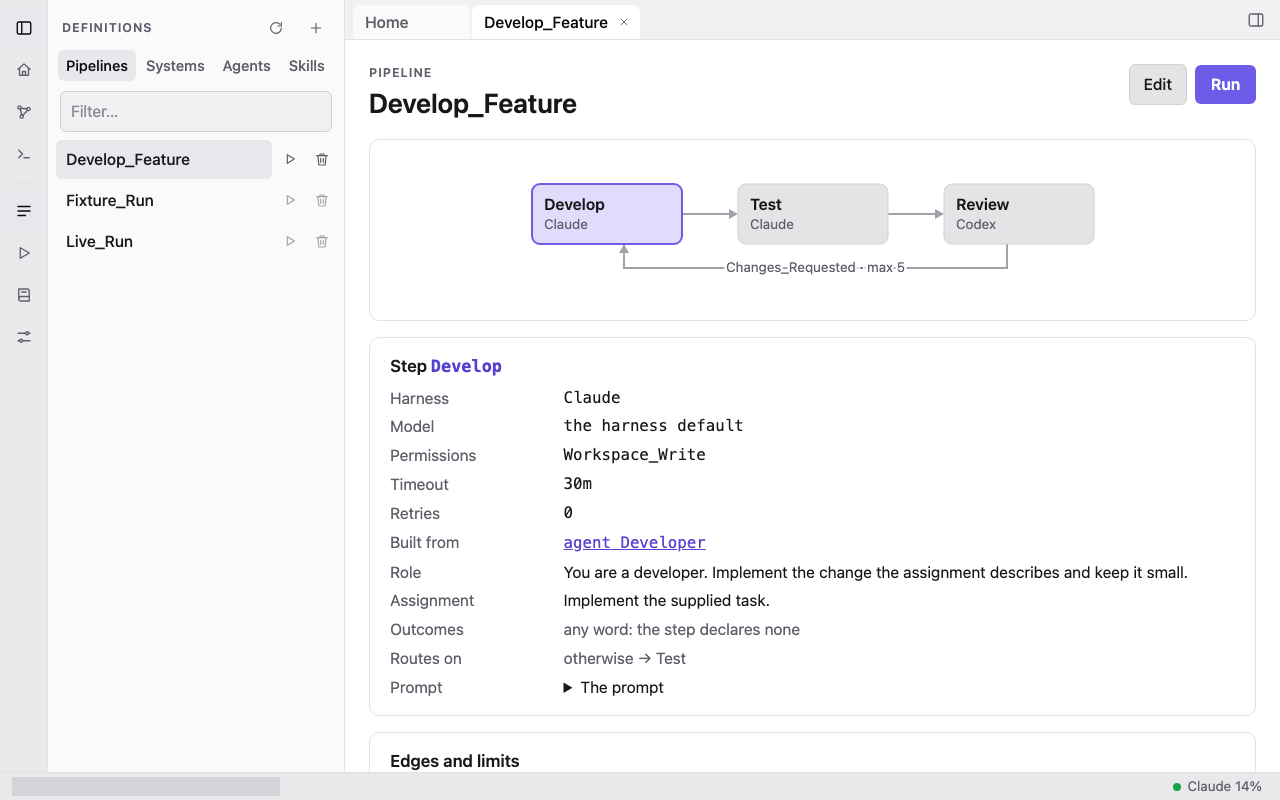 DEFINITIONS
Pipelines Systems Agents Skills
Filter...
Develop_Feature
Fixture_Run
Live_Run
Home
Develop_Feature
PIPELINE
Develop_Feature
Edit
Run
Develop
Claude
Test
Claude
Review
Codex
Changes_Requested · max 5
Step Develop
Harness Claude
Model the harness default
Permissions Workspace_Write
Timeout 30m
Retries 0
Built from agent Developer
Role You are a developer. Implement the change the assignment describes and keep it small.
Assignment Implement the supplied task.
Outcomes any word: the step declares none
Routes on otherwise → Test
Prompt The prompt
Edges and limits
Claude 14%